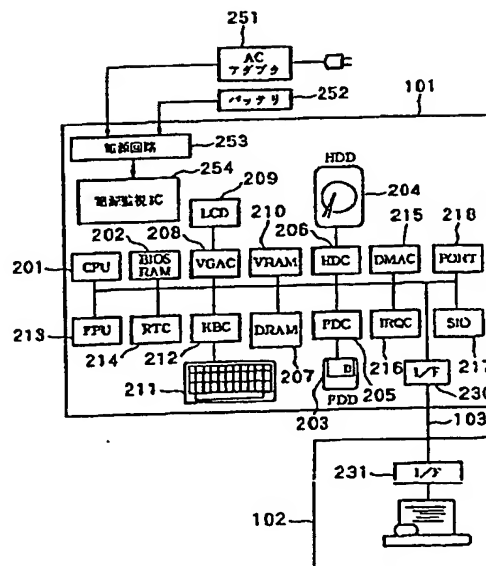 251
AC
アダプタ
バッテリ
252
101
電源回路
253
254
電源監視IC
HDD
204
209
LCD
210
202
208
206
215
218
201
CPU
BIOS
RAM
VGAC
VRAM
HDC
DMAC
PORT
213
FPU
RTC
KBC
DRAM
FDC
IRQC
SIO
214
212
207
205
216
217
211
203
FDD
I/F
230
103
231
I/F
102